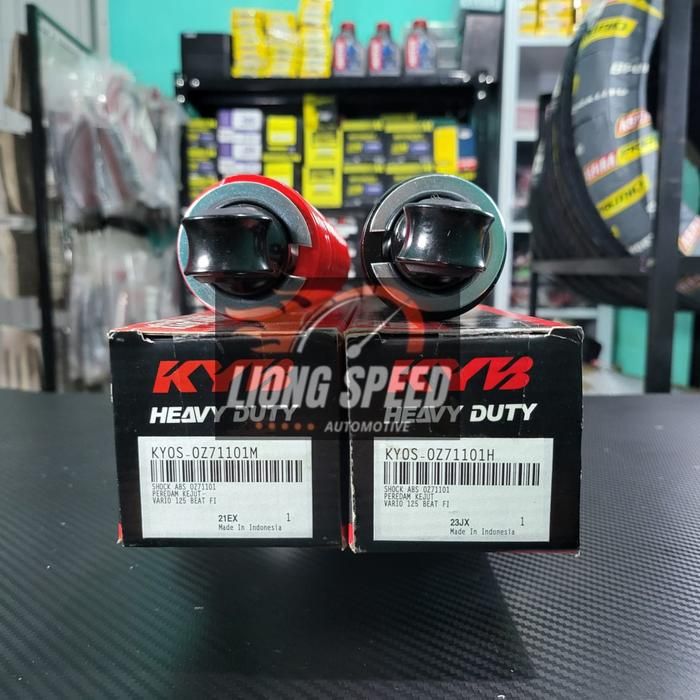 KYB
HEAVY DUTY
KYOS-OZ71101M
SHOCK ABS OZ71101
PEREDAM KEJUT-
VARIO 125 BEAT FI
21EX 1
Made In Indonesia
KYB
HEAVY DUTY
KYOS-OZ71101H
SHOCK ABS OZ71101
PEREDAM KEJUT
VARIO 125 BEAT FI
23JX 1
Made In Indonesia
LIONG SPEED
AUTOMOTIVE